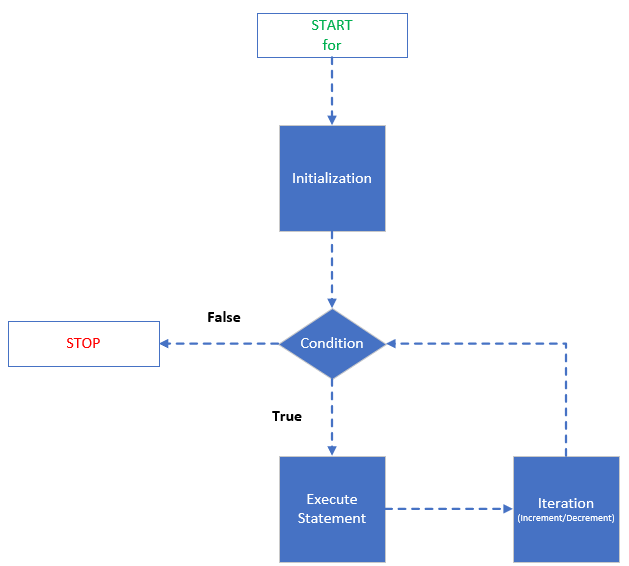 START
for
Initialization
False
STOP
Condition
True
Execute
Statement
Iteration
(Increment/Decrement)